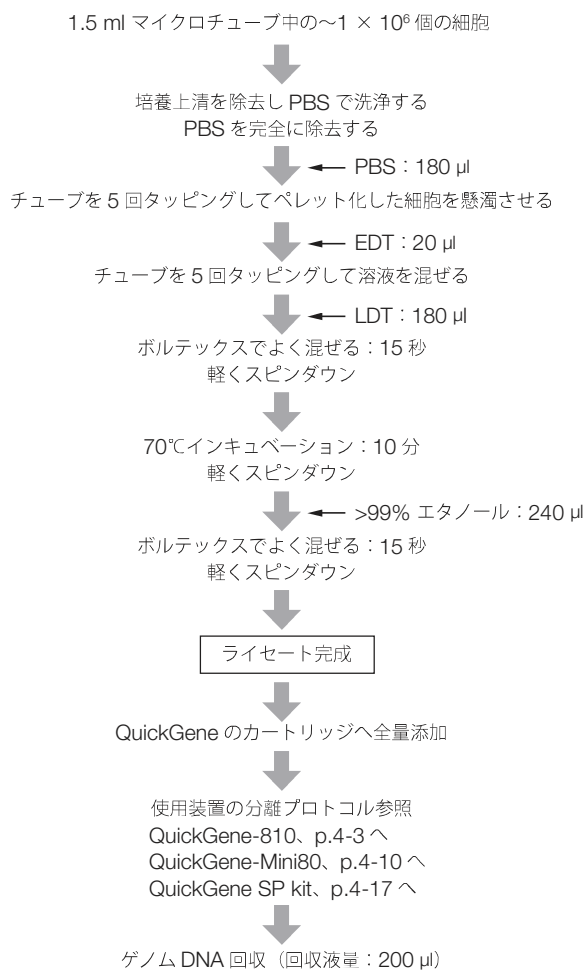 1.5 ml マイクロチューブ中の～1 × 10⁶ 個の細胞
培養上清を除去し PBS で洗浄する
PBS を完全に除去する
PBS：180 µl
チューブを 5 回タッピングしてペレット化した細胞を懸濁させる
EDT：20 µl
チューブを 5 回タッピングして溶液を混ぜる
LDT：180 µl
ボルテックスでよく混ぜる：15 秒
軽くスピンダウン
70℃インキュベーション：10 分
軽くスピンダウン
>99% エタノール：240 µl
ボルテックスでよく混ぜる：15 秒
軽くスピンダウン
ライセート完成
QuickGene のカートリッジへ全量添加
使用装置の分離プロトコル参照
QuickGene-810、p.4-3 へ
QuickGene-Mini80、p.4-10 へ
QuickGene SP kit、p.4-17 へ
ゲノム DNA 回収（回収液量：200 µl）